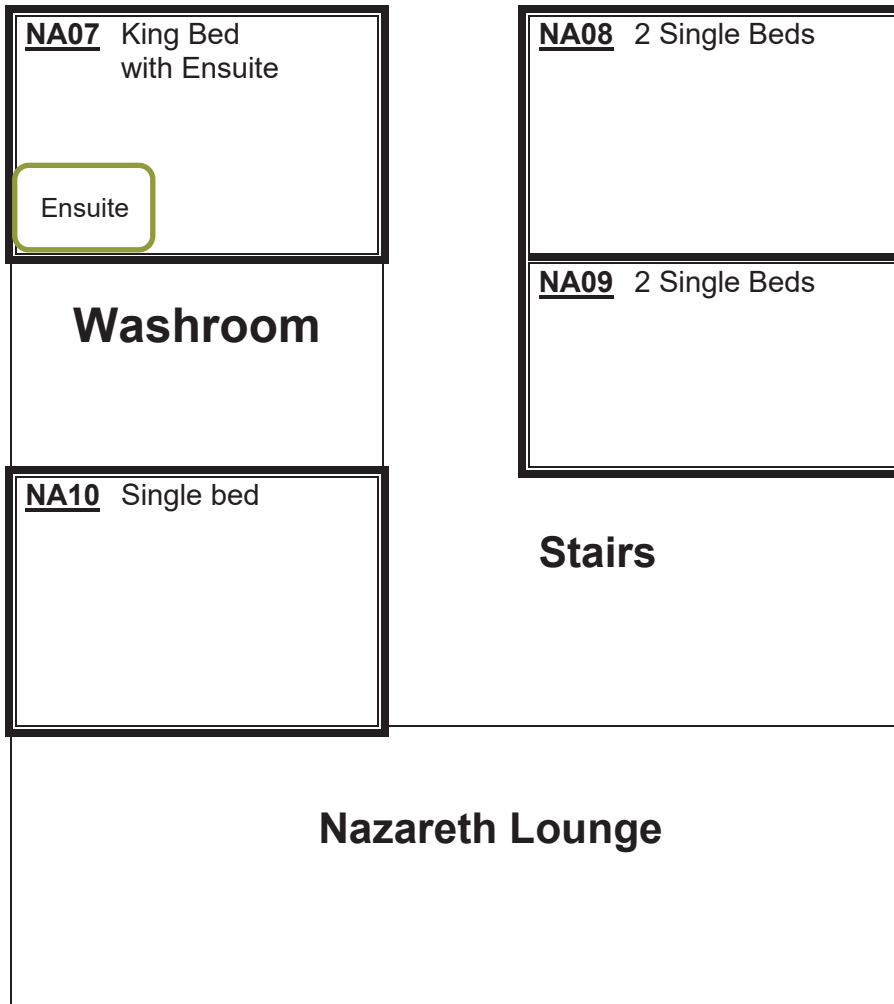 NA07 King Bed
with Ensuite
Ensuite
NA08 2 Single Beds
Washroom
NA09 2 Single Beds
NA10 Single bed
Stairs
Nazareth Lounge